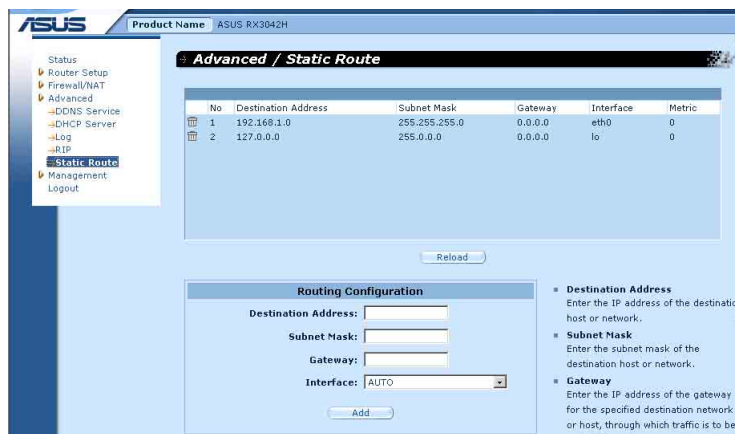 ASUS
Product Name ASUS RX3042H
Status
Router Setup
Firewall/NAT
Advanced
→DDNS Service
→DHCP Server
→Log
→RIP
→Static Route
Management
Logout
Advanced / Static Route
No Destination Address Subnet Mask Gateway Interface Metric
1 192.168.1.0 255.255.255.0 0.0.0.0 eth0 0
2 127.0.0.0 255.0.0.0 0.0.0.0 lo 0
Reload
Routing Configuration
Destination Address:
Subnet Mask:
Gateway:
Interface: AUTO
Add
Destination Address
Enter the IP address of the destinatio
host or network.
Subnet Mask
Enter the subnet mask of the
destination host or network.
Gateway
Enter the IP address of the gateway
for the specified destination network
or host, through which traffic is to be